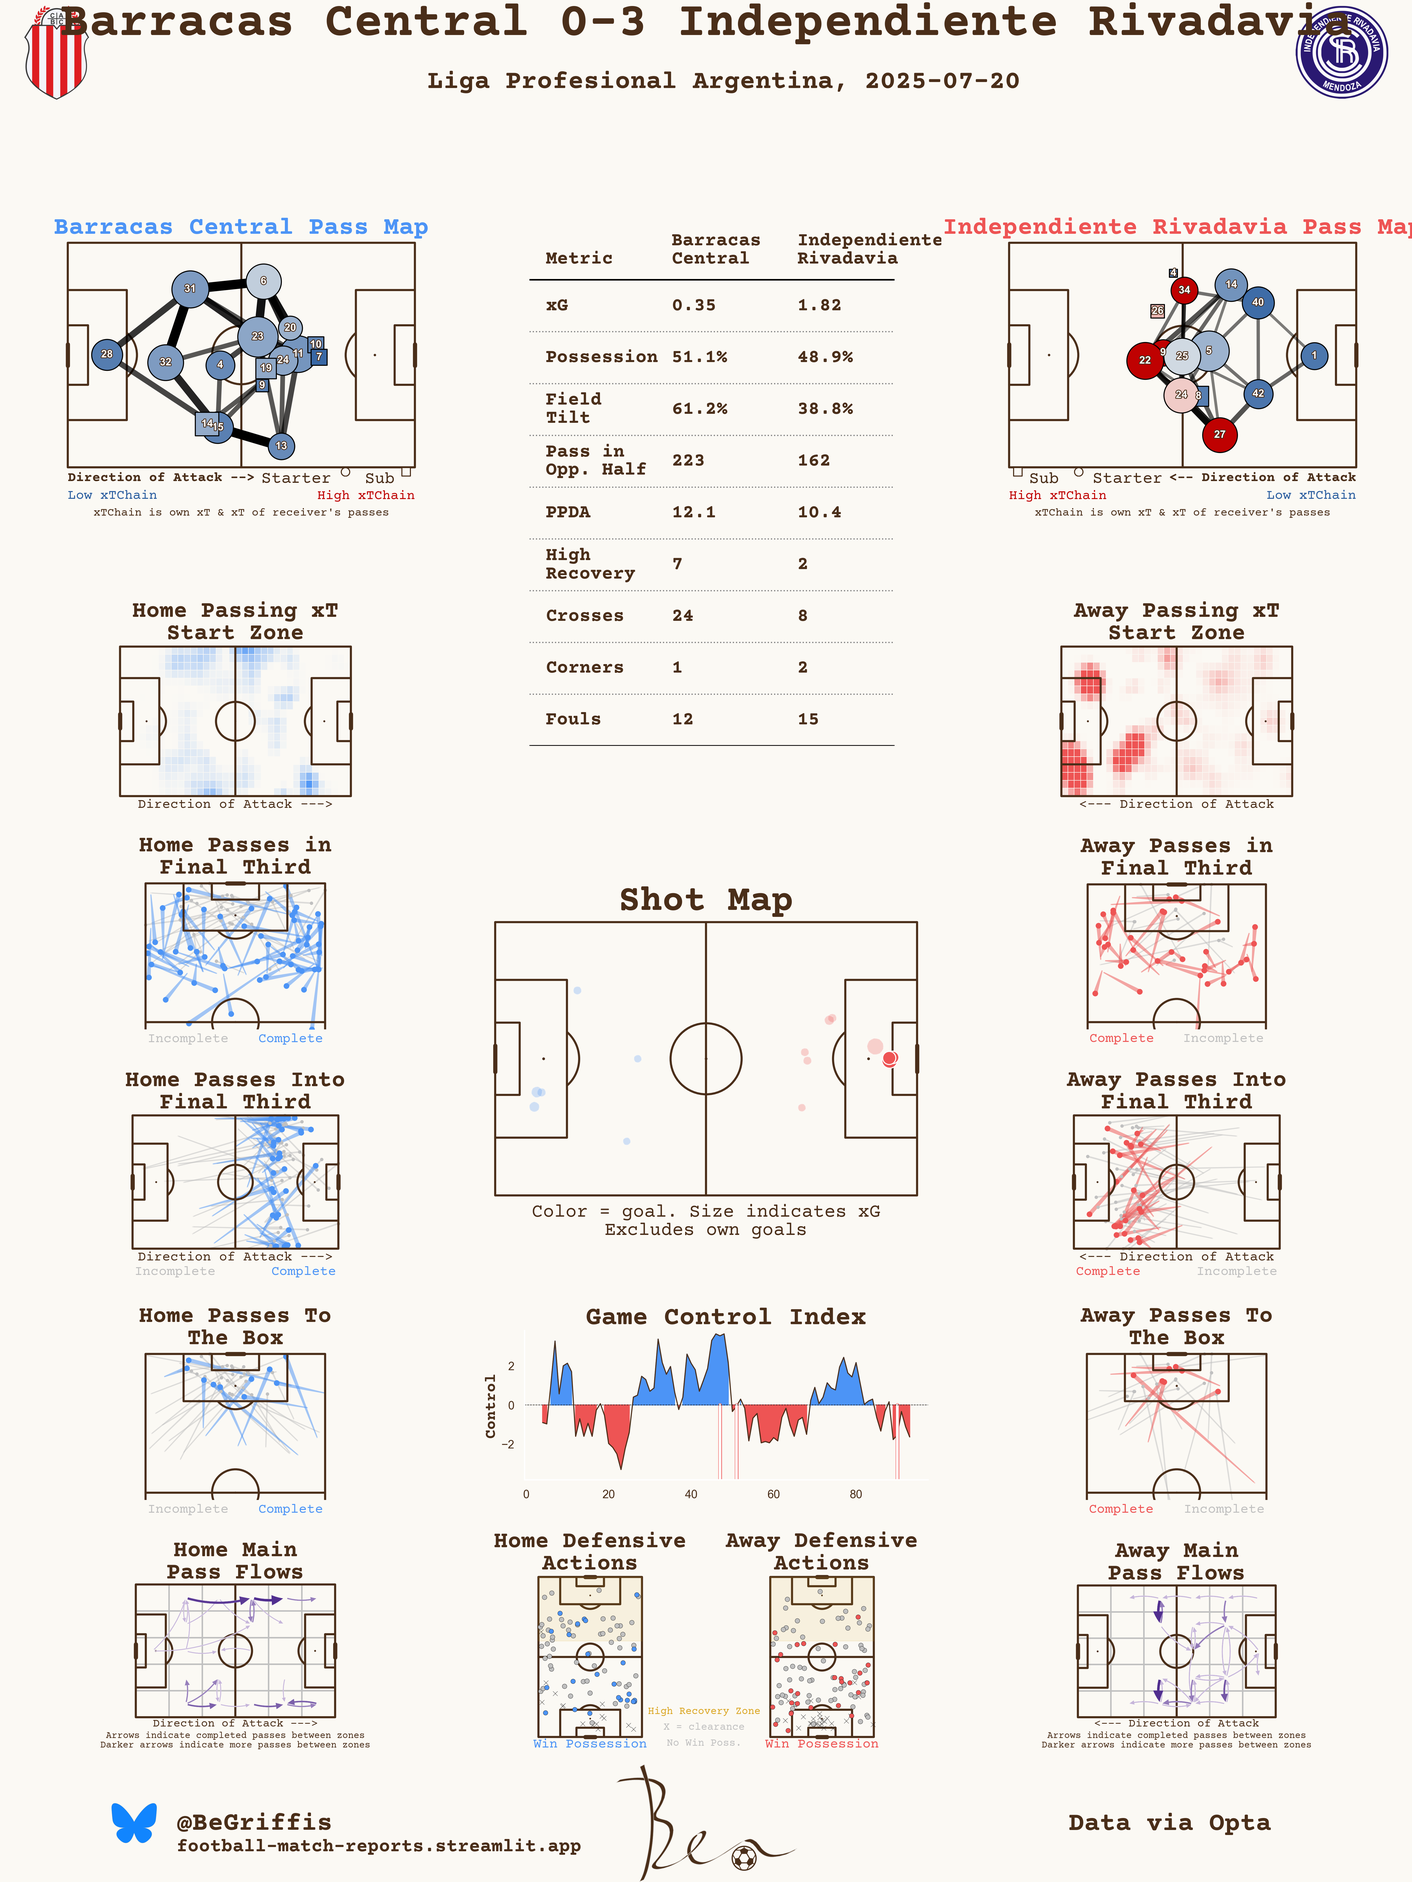 Barracas Central 0-3 Independiente Rivadavia
Liga Profesional Argentina, 2025-07-20
INDEPENDIENTE RIVADAVIA
MENDOZA
Barracas Central Pass Map
31
6
20
23
28
32
4
11
10
7
24
19
9
14
15
13
Direction of Attack --> Starter Sub
Low xTChain High xTChain
xTChain is own xT & xT of receiver's passes
Metric Barracas Central Independiente Rivadavia
xG 0.35 1.82
Possession 51.1% 48.9%
Field Tilt 61.2% 38.8%
Pass in Opp. Half 223 162
PPDA 12.1 10.4
High Recovery 7 2
Crosses 24 8
Corners 1 2
Fouls 12 15
Independiente Rivadavia Pass Map
4
34
14
40
26
9
22
25
5
1
24
8
42
27
Sub Starter <-- Direction of Attack
High xTChain Low xTChain
xTChain is own xT & xT of receiver's passes
Home Passing xT
Start Zone
Direction of Attack --->
Away Passing xT
Start Zone
<--- Direction of Attack
Home Passes in
Final Third
Incomplete Complete
Away Passes in
Final Third
Complete Incomplete
Shot Map
Color = goal. Size indicates xG
Excludes own goals
Home Passes Into
Final Third
Direction of Attack --->
Incomplete Complete
Away Passes Into
Final Third
<--- Direction of Attack
Complete Incomplete
Home Passes To
The Box
Incomplete Complete
Game Control Index
Control
2
0
−2
0 20 40 60 80
Away Passes To
The Box
Complete Incomplete
Home Main
Pass Flows
Direction of Attack --->
Arrows indicate completed passes between zones
Darker arrows indicate more passes between zones
Home Defensive
Actions
Win Possession
Away Defensive
Actions
Win Possession
High Recovery Zone
X = clearance
No Win Poss.
Away Main
Pass Flows
<--- Direction of Attack
Arrows indicate completed passes between zones
Darker arrows indicate more passes between zones
@BeGriffis
football-match-reports.streamlit.app
Ben
Data via Opta